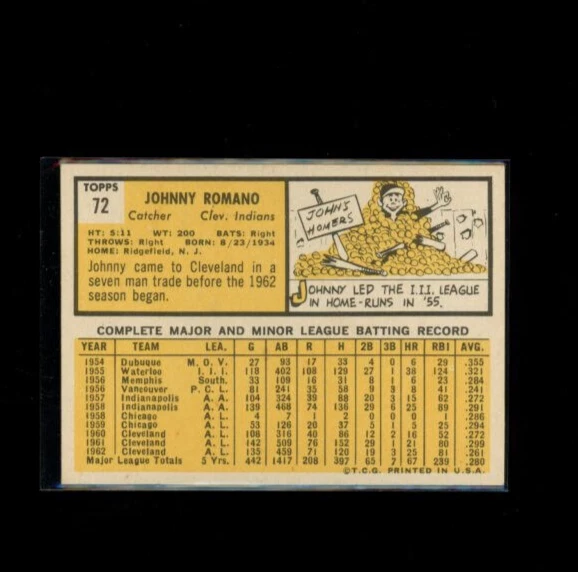 TOPPS
72
JOHNNY ROMANO
Catcher Clev. Indians
HT: 5:11 WT: 200 BATS: Right
THROWS: Right BORN: 8/23/1934
HOME: Ridgefield, N. J.
Johnny came to Cleveland in a
seven man trade before the 1962
season began.
JOHN'S
HOMERS
JOHNNY LED THE I.I.I. LEAGUE
IN HOME-RUNS IN '55.
COMPLETE MAJOR AND MINOR LEAGUE BATTING RECORD
YEAR TEAM LEA. G AB R H 2B 3B HR RBI AVG.
1954 Dubuque M. O. V. 27 93 17 33 4 0 6 29 .355
1955 Waterloo I. I. I. 118 402 108 129 27 1 38 124 .321
1956 Memphis South. 33 109 16 31 8 1 6 23 .284
1956 Vancouver P. C. L. 81 241 35 58 9 3 8 41 .241
1957 Indianapolis A. A. 104 324 39 88 20 3 15 62 .272
1958 Indianapolis A. A. 139 468 74 136 29 6 25 89 .291
1958 Chicago A. L. 4 7 1 2 0 0 0 1 .286
1959 Chicago A. L. 53 126 20 37 5 1 5 25 .294
1960 Cleveland A. L. 108 316 40 86 12 2 16 52 .272
1961 Cleveland A. L. 142 509 76 152 29 1 21 80 .299
1962 Cleveland A. L. 135 459 71 120 19 3 25 81 .261
Major League Totals 5 Yrs. 442 1417 208 397 65 7 67 239 .280
©T.C.G. PRINTED IN U.S.A.